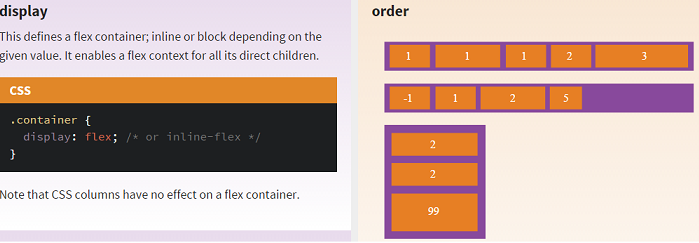 display
This defines a flex container; inline or block depending on the
given value. It enables a flex context for all its direct children.
CSS
.container {
  display: flex; /* or inline-flex */
}
Note that CSS columns have no effect on a flex container.
order
1 1 1 2 3
-1 1 2 5
2
2
99